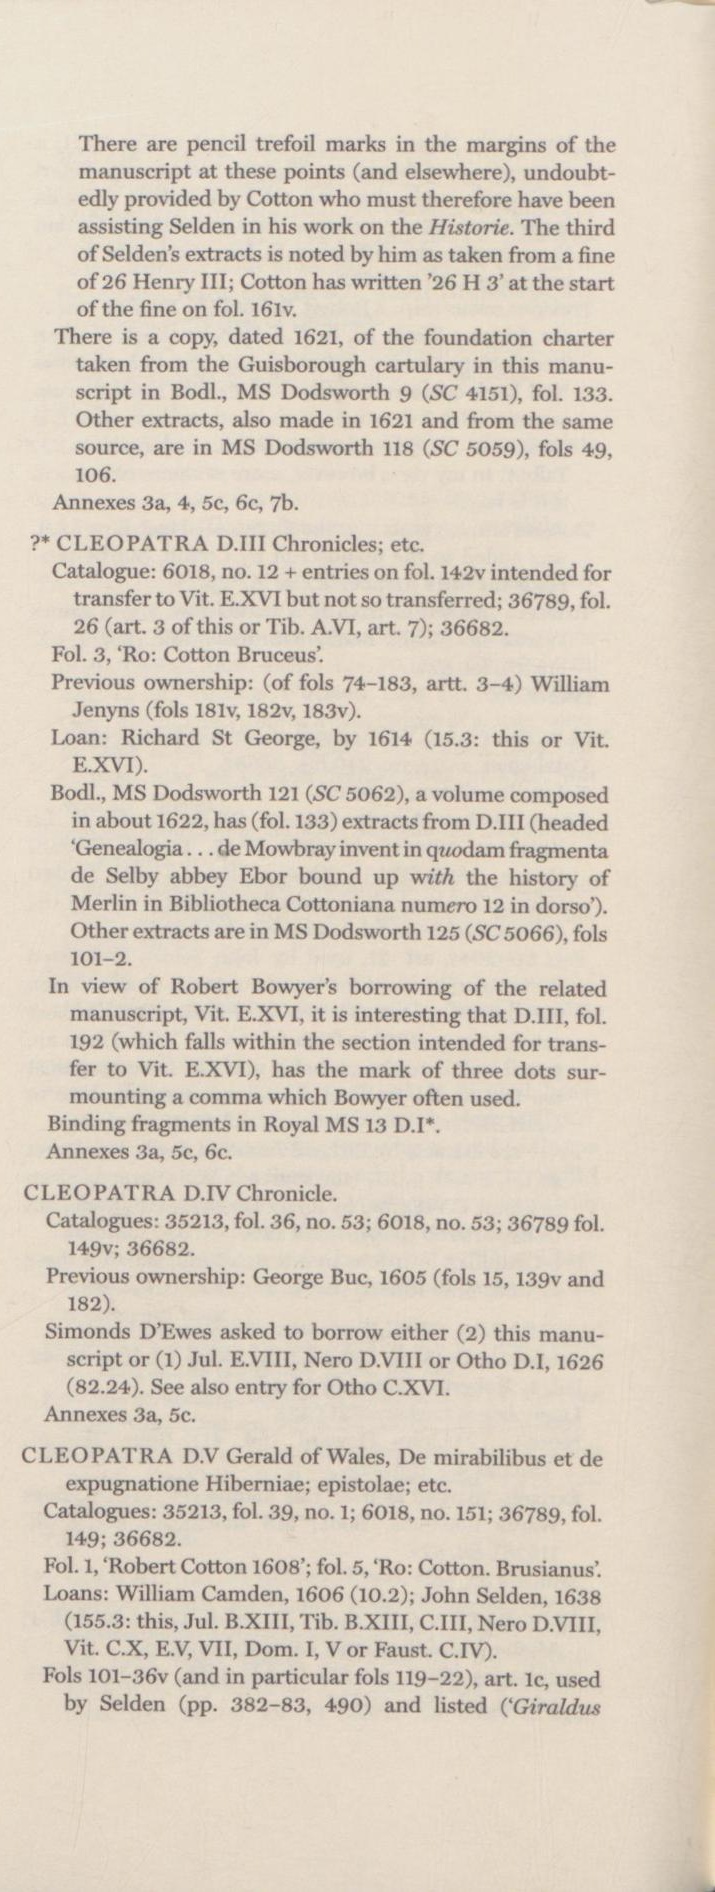 There are pencil trefoil marks in the margins of the
manuscript at these points (and elsewhere), undoubt-
edly provided by Cotton who must therefore have been
assisting Selden in his work on the Historie. The third
of Selden's extracts is noted by him as taken from a fine
of 26 Henry III; Cotton has written '26 H 3' at the start
of the fine on fol. 161v.
There is a copy, dated 1621, of the foundation charter
taken from the Guisborough cartulary in this manu-
script in Bodl., MS Dodsworth 9 (SC 4151), fol. 133.
Other extracts, also made in 1621 and from the same
source, are in MS Dodsworth 118 (SC 5059), fols 49,
106.
Annexes 3a, 4, 5c, 6c, 7b.
?* CLEOPATRA D.III Chronicles; etc.
Catalogue: 6018, no. 12 + entries on fol. 142v intended for
transfer to Vit. E.XVI but not so transferred; 36789, fol.
26 (art. 3 of this or Tib. A.VI, art. 7); 36682.
Fol. 3, 'Ro: Cotton Bruceus'.
Previous ownership: (of fols 74–183, artt. 3–4) William
Jenyns (fols 181v, 182v, 183v).
Loan: Richard St George, by 1614 (15.3: this or Vit.
E.XVI).
Bodl., MS Dodsworth 121 (SC 5062), a volume composed
in about 1622, has (fol. 133) extracts from D.III (headed
'Genealogia . . . de Mowbray invent in quodam fragmenta
de Selby abbey Ebor bound up with the history of
Merlin in Bibliotheca Cottoniana numero 12 in dorso').
Other extracts are in MS Dodsworth 125 (SC 5066), fols
101–2.
In view of Robert Bowyer's borrowing of the related
manuscript, Vit. E.XVI, it is interesting that D.III, fol.
192 (which falls within the section intended for trans-
fer to Vit. E.XVI), has the mark of three dots sur-
mounting a comma which Bowyer often used.
Binding fragments in Royal MS 13 D.I*.
Annexes 3a, 5c, 6c.
CLEOPATRA D.IV Chronicle.
Catalogues: 35213, fol. 36, no. 53; 6018, no. 53; 36789 fol.
149v; 36682.
Previous ownership: George Buc, 1605 (fols 15, 139v and
182).
Simonds D'Ewes asked to borrow either (2) this manu-
script or (1) Jul. E.VIII, Nero D.VIII or Otho D.I, 1626
(82.24). See also entry for Otho C.XVI.
Annexes 3a, 5c.
CLEOPATRA D.V Gerald of Wales, De mirabilibus et de
expugnatione Hiberniae; epistolae; etc.
Catalogues: 35213, fol. 39, no. 1; 6018, no. 151; 36789, fol.
149; 36682.
Fol. 1, 'Robert Cotton 1608'; fol. 5, 'Ro: Cotton. Brusianus'.
Loans: William Camden, 1606 (10.2); John Selden, 1638
(155.3: this, Jul. B.XIII, Tib. B.XIII, C.III, Nero D.VIII,
Vit. C.X, E.V, VII, Dom. I, V or Faust. C.IV).
Fols 101–36v (and in particular fols 119–22), art. 1c, used
by Selden (pp. 382–83, 490) and listed ('Giraldus